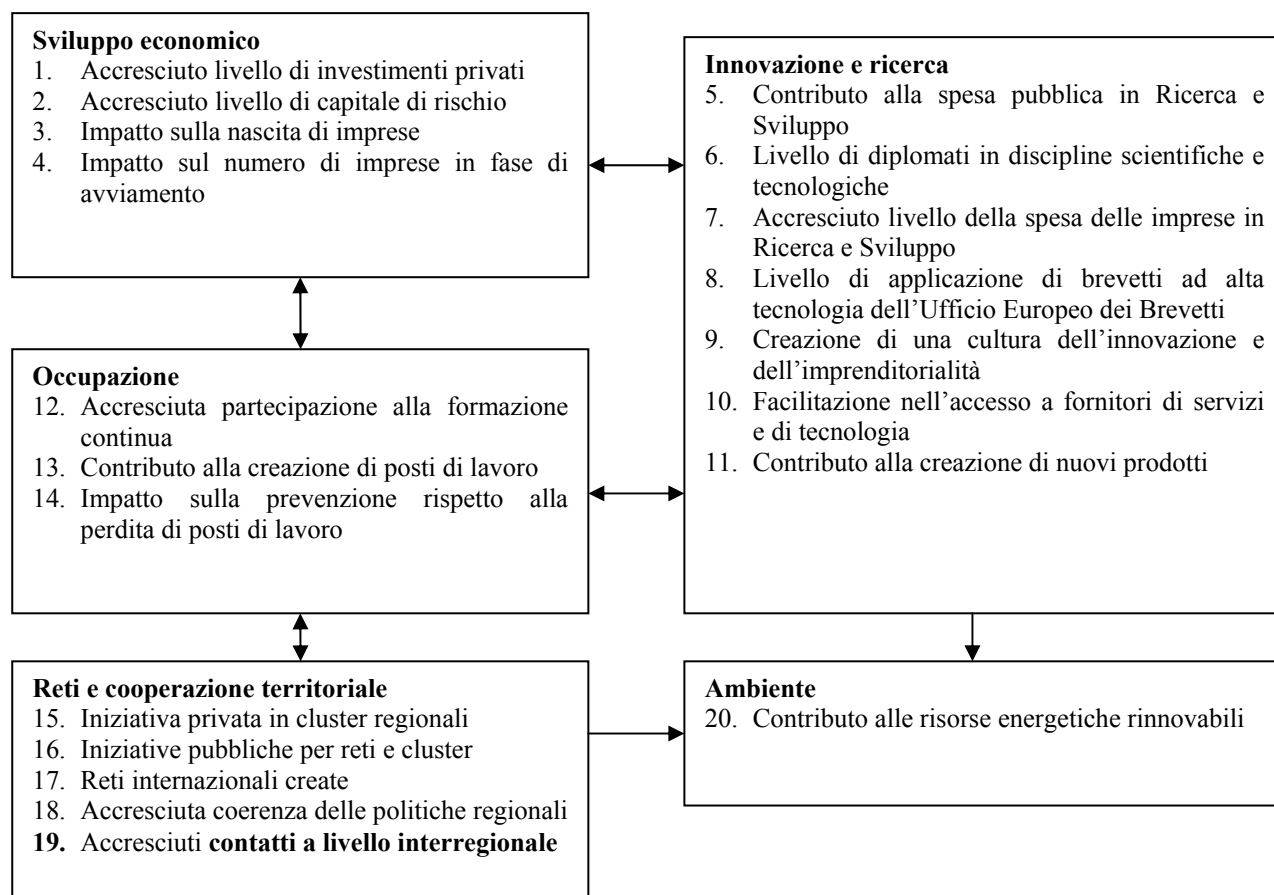 Sviluppo economico
1. Accresciuto livello di investimenti privati
2. Accresciuto livello di capitale di rischio
3. Impatto sulla nascita di imprese
4. Impatto sul numero di imprese in fase di
avviamento
Innovazione e ricerca
5. Contributo alla spesa pubblica in Ricerca e
Sviluppo
6. Livello di diplomati in discipline scientifiche e
tecnologiche
7. Accresciuto livello della spesa delle imprese in
Ricerca e Sviluppo
8. Livello di applicazione di brevetti ad alta
tecnologia dell’Ufficio Europeo dei Brevetti
9. Creazione di una cultura dell’innovazione e
dell’imprenditorialità
10. Facilitazione nell’accesso a fornitori di servizi
e di tecnologia
11. Contributo alla creazione di nuovi prodotti
Occupazione
12. Accresciuta partecipazione alla formazione
continua
13. Contributo alla creazione di posti di lavoro
14. Impatto sulla prevenzione rispetto alla
perdita di posti di lavoro
Reti e cooperazione territoriale
15. Iniziativa privata in cluster regionali
16. Iniziative pubbliche per reti e cluster
17. Reti internazionali create
18. Accresciuta coerenza delle politiche regionali
19. Accresciuti contatti a livello interregionale
Ambiente
20. Contributo alle risorse energetiche rinnovabili